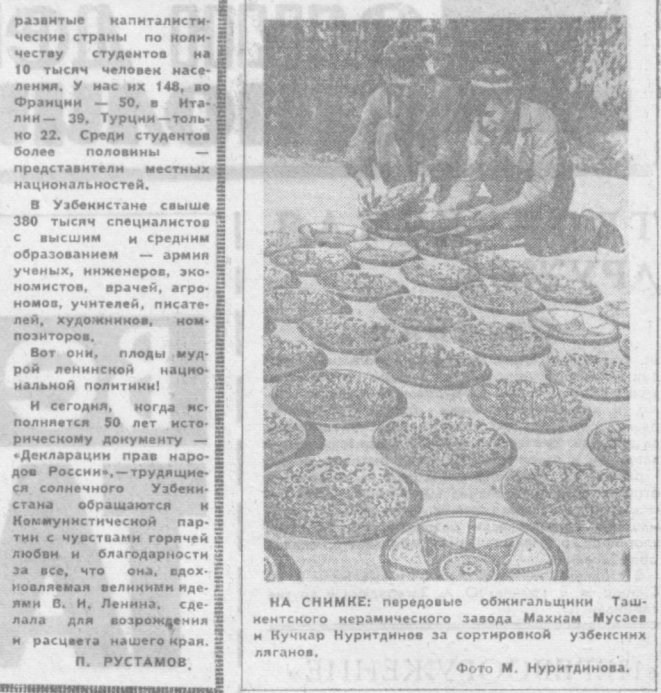 развитые капиталисти-
ческие страны по коли-
честву студентов на
10 тысяч человек насе-
ления. У нас их 148, во
Франции — 50, в Ита-
лии— 39, Турции—толь-
но 22. Среди студентов
более половины —
представители местных
национальностей.
В Узбекистане свыше
380 тысяч специалистов
с высшим и средним
образованием — армия
ученых, инженеров, эко-
номистов, врачей, агро-
номов, учителей, писате-
лей, художников, ком-
позиторов.
Вот они, плоды муд-
рой ленинской нацио-
нальной политики!
И сегодня, когда ис-
полняется 50 лет исто-
рическому документу —
«Декларации прав наро-
дов России»,—трудящие-
ся солнечного Узбеки-
стана обращаются к
Коммунистической пар-
тии с чувствами горячей
любви и благодарности
за все, что она, вдох-
новляемая великими иде-
ями В. И. Ленина, сде-
лала для возрождения
и расцвета нашего края.
П. РУСТАМОВ.
НА СНИМКЕ: передовые обжигальщики Таш-
кентского керамического завода Махкам Мусаев
и Кучкар Нуритдинов за сортировкой узбекских
ляганов.
Фото М. Нуритдинова.